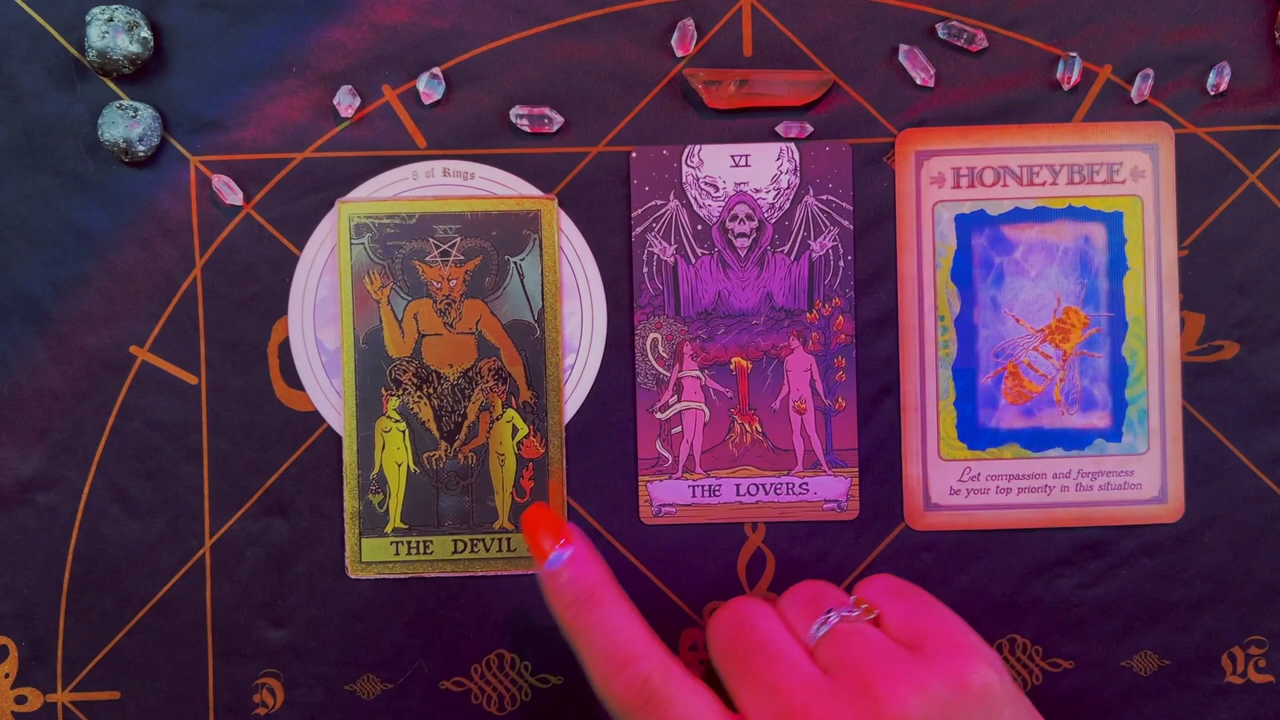 8 of Rings
XV
THE DEVIL
VI
THE LOVERS.
HONEYBEE
Let compassion and forgiveness
be your top priority in this situation